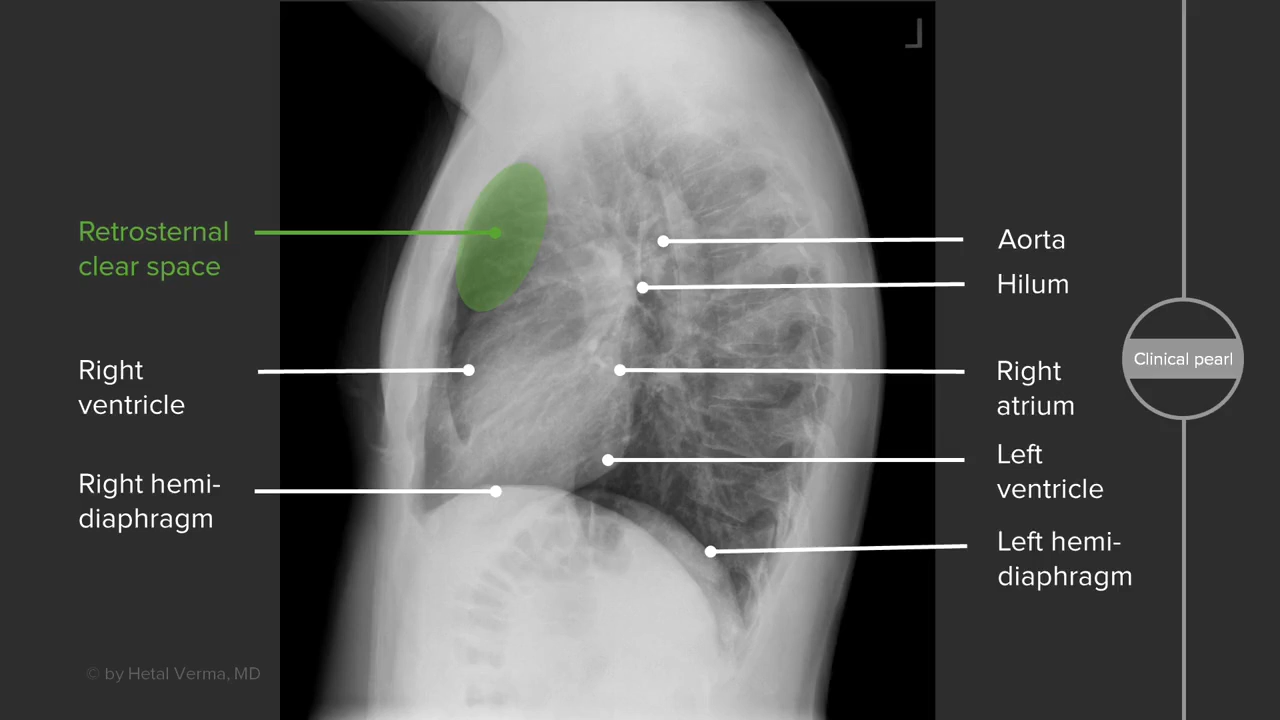 Retrosternal
clear space
Right
ventricle
Right hemi-
diaphragm
Aorta
Hilum
Right
atrium
Left
ventricle
Left hemi-
diaphragm
Clinical pearl
© by Hetal Verma, MD